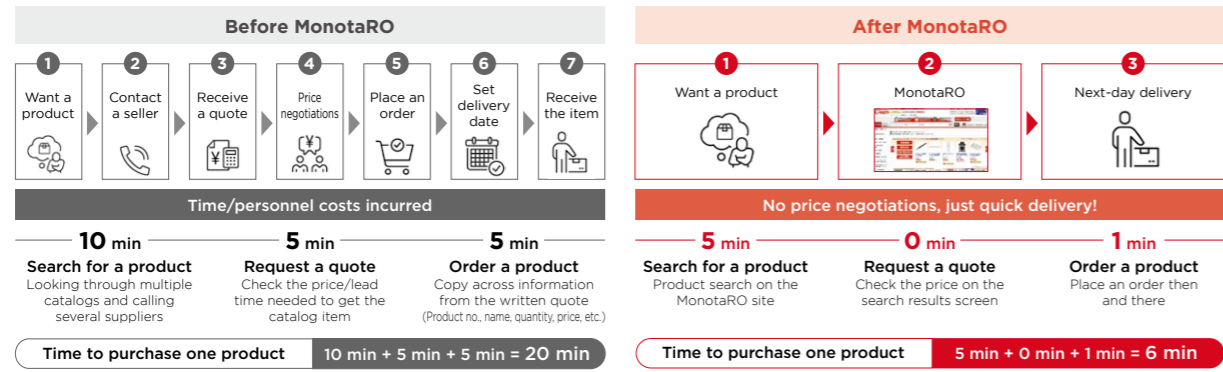 Before MonotaRO
1
Want a
product
2
Contact
a seller
3
Receive
a quote
¥
4
Price
negotiations
¥
5
Place an
order
6
Set
delivery
date
7
Receive
the item
Time/personnel costs incurred
10 min
Search for a product
Looking through multiple
catalogs and calling
several suppliers
5 min
Request a quote
Check the price/lead
time needed to get the
catalog item
5 min
Order a product
Copy across information
from the written quote
(Product no., name, quantity, price, etc.)
Time to purchase one product
10 min + 5 min + 5 min = 20 min
After MonotaRO
1
Want a product
2
MonotaRO
3
Next-day delivery
No price negotiations, just quick delivery!
5 min
Search for a product
Product search on the
MonotaRO site
0 min
Request a quote
Check the price on the
search results screen
1 min
Order a product
Place an order then
and there
Time to purchase one product
5 min + 0 min + 1 min = 6 min